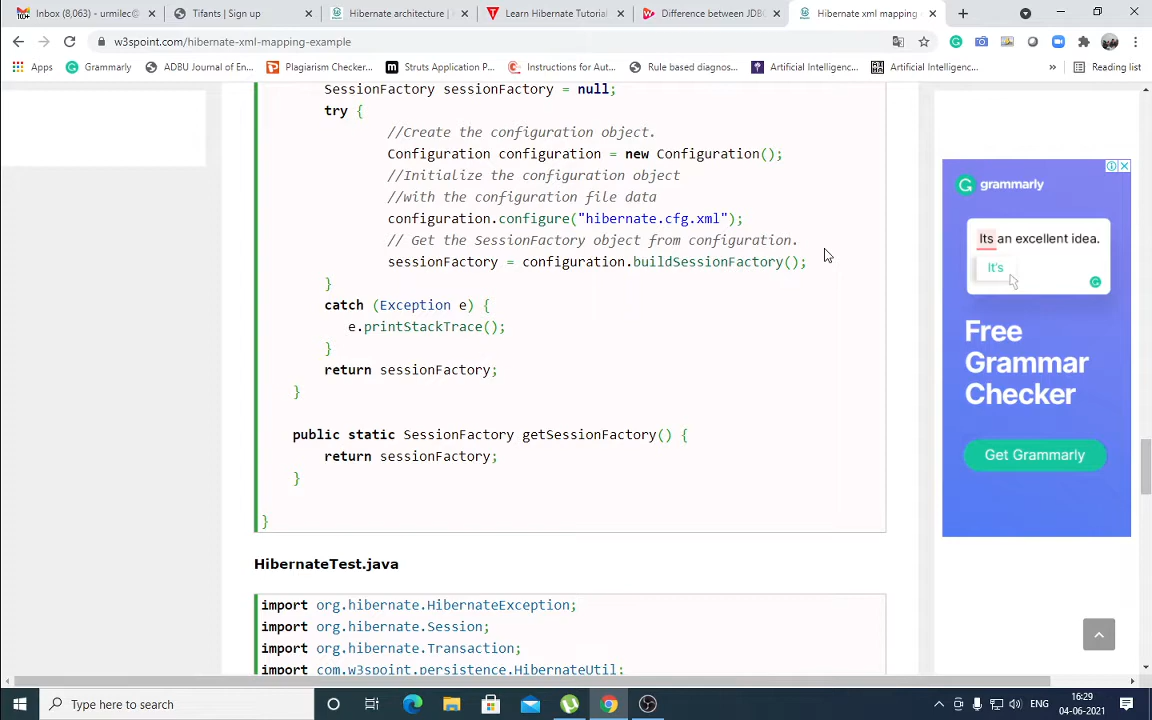 Inbox (8,063) - urmilec@
Tifants | Sign up
Hibernate architecture | h
Learn Hibernate Tutorial
Difference between JDBC
Hibernate xml mapping
w3spoint.com/hibernate-xml-mapping-example
Apps
Grammarly
ADBU Journal of En...
Plagiarism Checker...
Struts Application P...
Instructions for Aut...
Rule based diagnos...
Artificial Intelligenc...
Artificial Intelligenc...
»
Reading list
SessionFactory sessionFactory = null;
try {
//Create the configuration object.
Configuration configuration = new Configuration();
//Initialize the configuration object
//with the configuration file data
configuration.configure("hibernate.cfg.xml");
// Get the SessionFactory object from configuration.
sessionFactory = configuration.buildSessionFactory();
}
catch (Exception e) {
e.printStackTrace();
}
return sessionFactory;
}
public static SessionFactory getSessionFactory() {
return sessionFactory;
}
}
HibernateTest.java
import org.hibernate.HibernateException;
import org.hibernate.Session;
import org.hibernate.Transaction;
import com.w3spoint.persistence.HibernateUtil;
grammarly
Its an excellent idea.
It's
Free
Grammar
Checker
Get Grammarly
Type here to search
ENG
16:29
04-06-2021